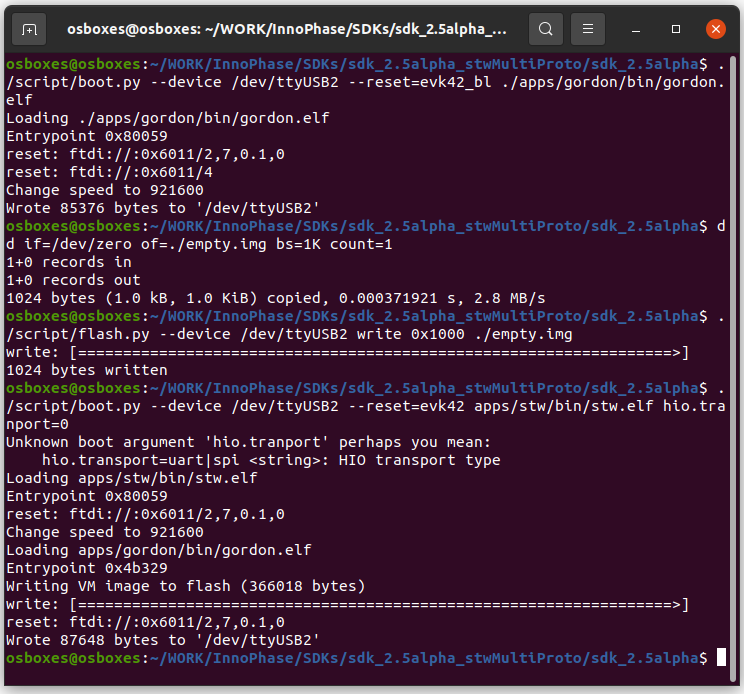 osboxes@osboxes: ~/WORK/InnoPhase/SDKs/sdk_2.5alpha_...
osboxes@osboxes:~/WORK/InnoPhase/SDKs/sdk_2.5alpha_stwMultiProto/sdk_2.5alpha$ .
/script/boot.py --device /dev/ttyUSB2 --reset=evk42_bl ./apps/gordon/bin/gordon.
elf
Loading ./apps/gordon/bin/gordon.elf
Entrypoint 0x80059
reset: ftdi://:0x6011/2,7,0.1,0
reset: ftdi://:0x6011/4
Change speed to 921600
Wrote 85376 bytes to '/dev/ttyUSB2'
osboxes@osboxes:~/WORK/InnoPhase/SDKs/sdk_2.5alpha_stwMultiProto/sdk_2.5alpha$ d
d if=/dev/zero of=./empty.img bs=1K count=1
1+0 records in
1+0 records out
1024 bytes (1.0 kB, 1.0 KiB) copied, 0.000371921 s, 2.8 MB/s
osboxes@osboxes:~/WORK/InnoPhase/SDKs/sdk_2.5alpha_stwMultiProto/sdk_2.5alpha$ .
/script/flash.py --device /dev/ttyUSB2 write 0x1000 ./empty.img
write: [==================================================================>]
1024 bytes written
osboxes@osboxes:~/WORK/InnoPhase/SDKs/sdk_2.5alpha_stwMultiProto/sdk_2.5alpha$ .
/script/boot.py --device /dev/ttyUSB2 --reset=evk42 apps/stw/bin/stw.elf hio.tra
nport=0
Unknown boot argument 'hio.tranport' perhaps you mean:
    hio.transport=uart|spi <string>: HIO transport type
Loading apps/stw/bin/stw.elf
Entrypoint 0x80059
reset: ftdi://:0x6011/2,7,0.1,0
Change speed to 921600
Loading apps/gordon/bin/gordon.elf
Entrypoint 0x4b329
Writing VM image to flash (366018 bytes)
write: [==================================================================>]
reset: ftdi://:0x6011/2,7,0.1,0
Wrote 87648 bytes to '/dev/ttyUSB2'
osboxes@osboxes:~/WORK/InnoPhase/SDKs/sdk_2.5alpha_stwMultiProto/sdk_2.5alpha$